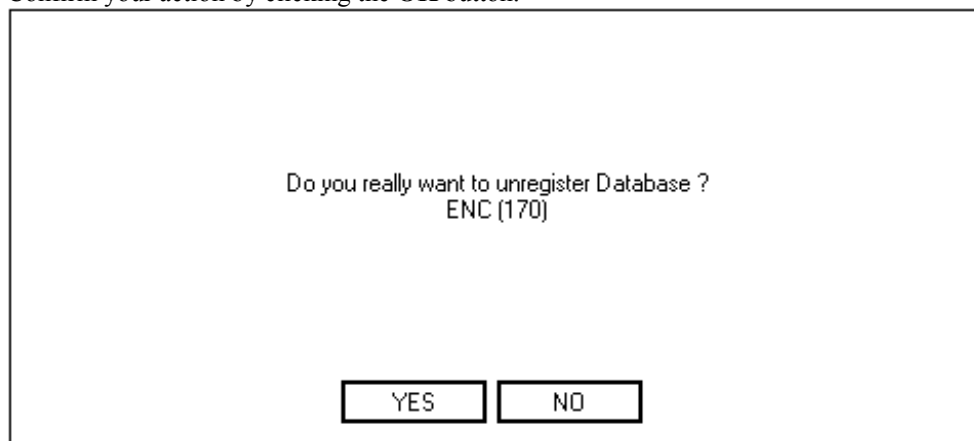 Confirm your action by clicking the OK button.
Do you really want to unregister Database ?
ENC (170)
YES NO